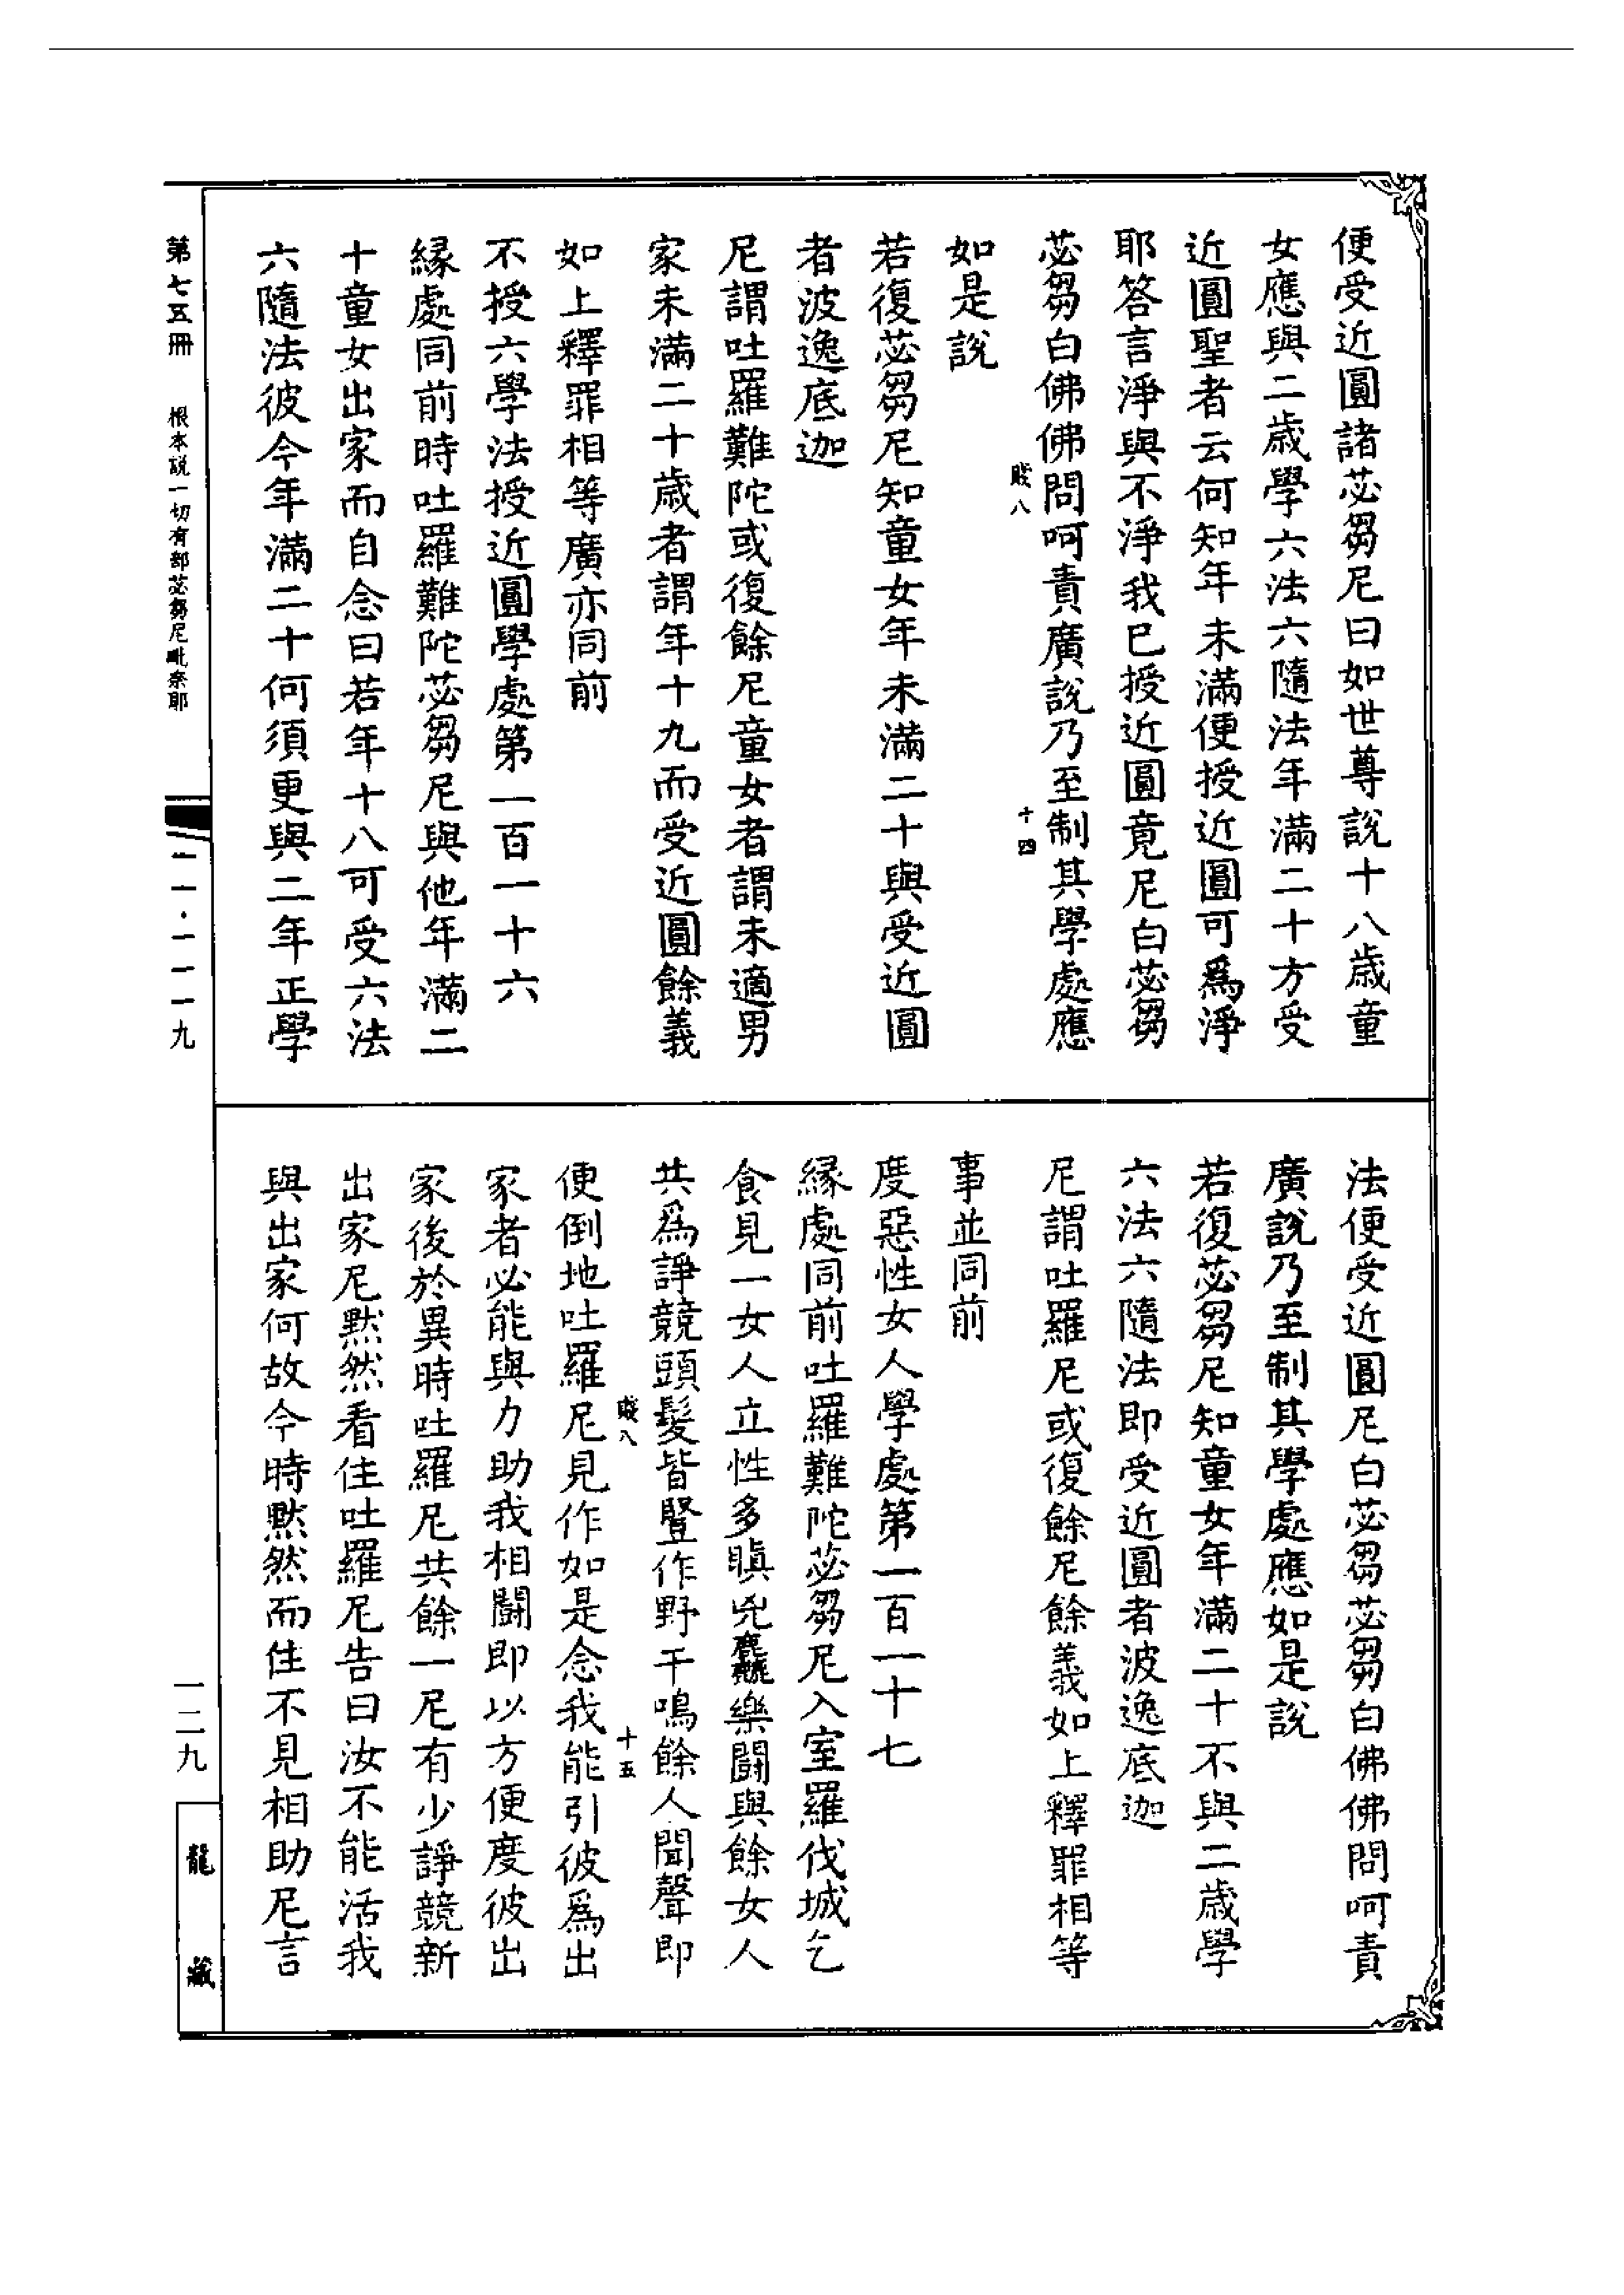 便受近圓諸苾芻尼曰如世尊說十八歲童
女應與二歲學六法六隨法年滿二十方受
近圓聖者云何知年未滿便授近圓可為淨
耶答言淨與不淨我已授近圓竟尼白苾芻
苾芻白佛佛問呵責廣說乃至制其學處應
賤八 十四
如是說
若復苾芻尼知童女年未滿二十與受近圓
者波逸底迦
尼謂吐羅難陀或復餘尼童女者謂未適男
家未滿二十歲者謂年十九而受近圓餘義
如上釋罪相等廣亦同前
不授六學法授近圓學處第一百一十六
緣處同前時吐羅難陀苾芻尼與他年滿二
十童女出家而自念曰若年十八可受六法
六隨法彼今年滿二十何須更與二年正學
法便受近圓尼白苾芻苾芻白佛佛問呵責
廣說乃至制其學處應如是說
若復苾芻尼知童女年滿二十不與二歲學
六法六隨法即受近圓者波逸底迦
尼謂吐羅尼或復餘尼餘義如上釋罪相等
事並同前
度惡性女人學處第一百一十七
緣處同前吐羅難陀苾芻尼入室羅伐城乞
食見一女人立性多瞋兇麤樂鬪與餘女人
共為諍競頭髮皆豎作野干鳴餘人聞聲即
賤八 十五
便倒地吐羅尼見作如是念我能引彼為出
家者必能與力助我相鬪即以方便度彼出
家後於異時吐羅尼共餘一尼有少諍競新
出家尼默然看住吐羅尼告曰汝不能活我
與出家何故今時默然而住不見相助尼言
第七五冊 根本說一切有部苾芻尼毗奈耶
一一·一一一九
一二九
龍藏